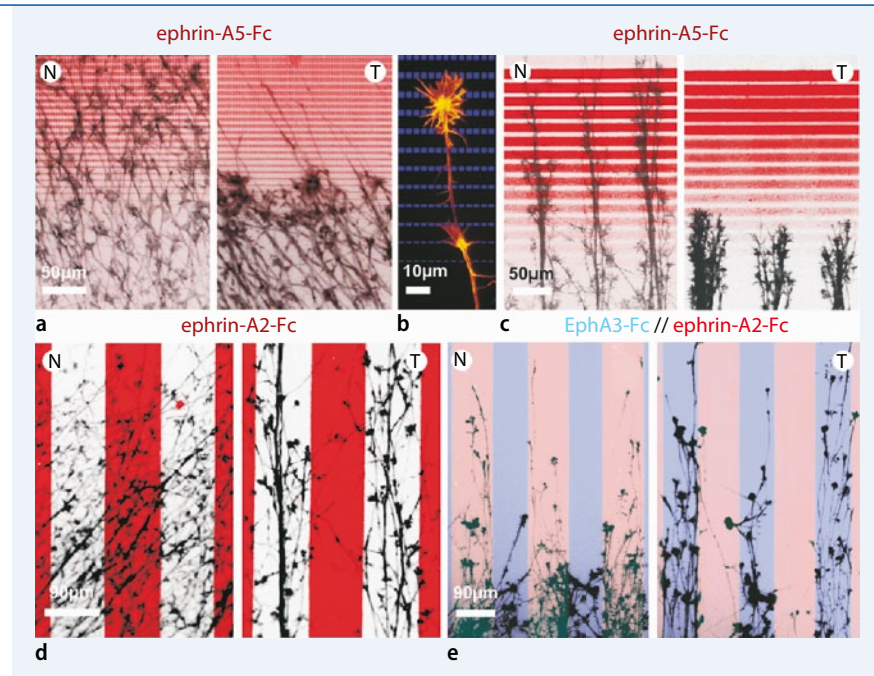 ephrin-A5-Fc ephrin-A5-Fc
N T N T
50µm 10µm 50µm
a b c
ephrin-A2-Fc EphA3-Fc // ephrin-A2-Fc
N T N T
90µm 90µm
d e